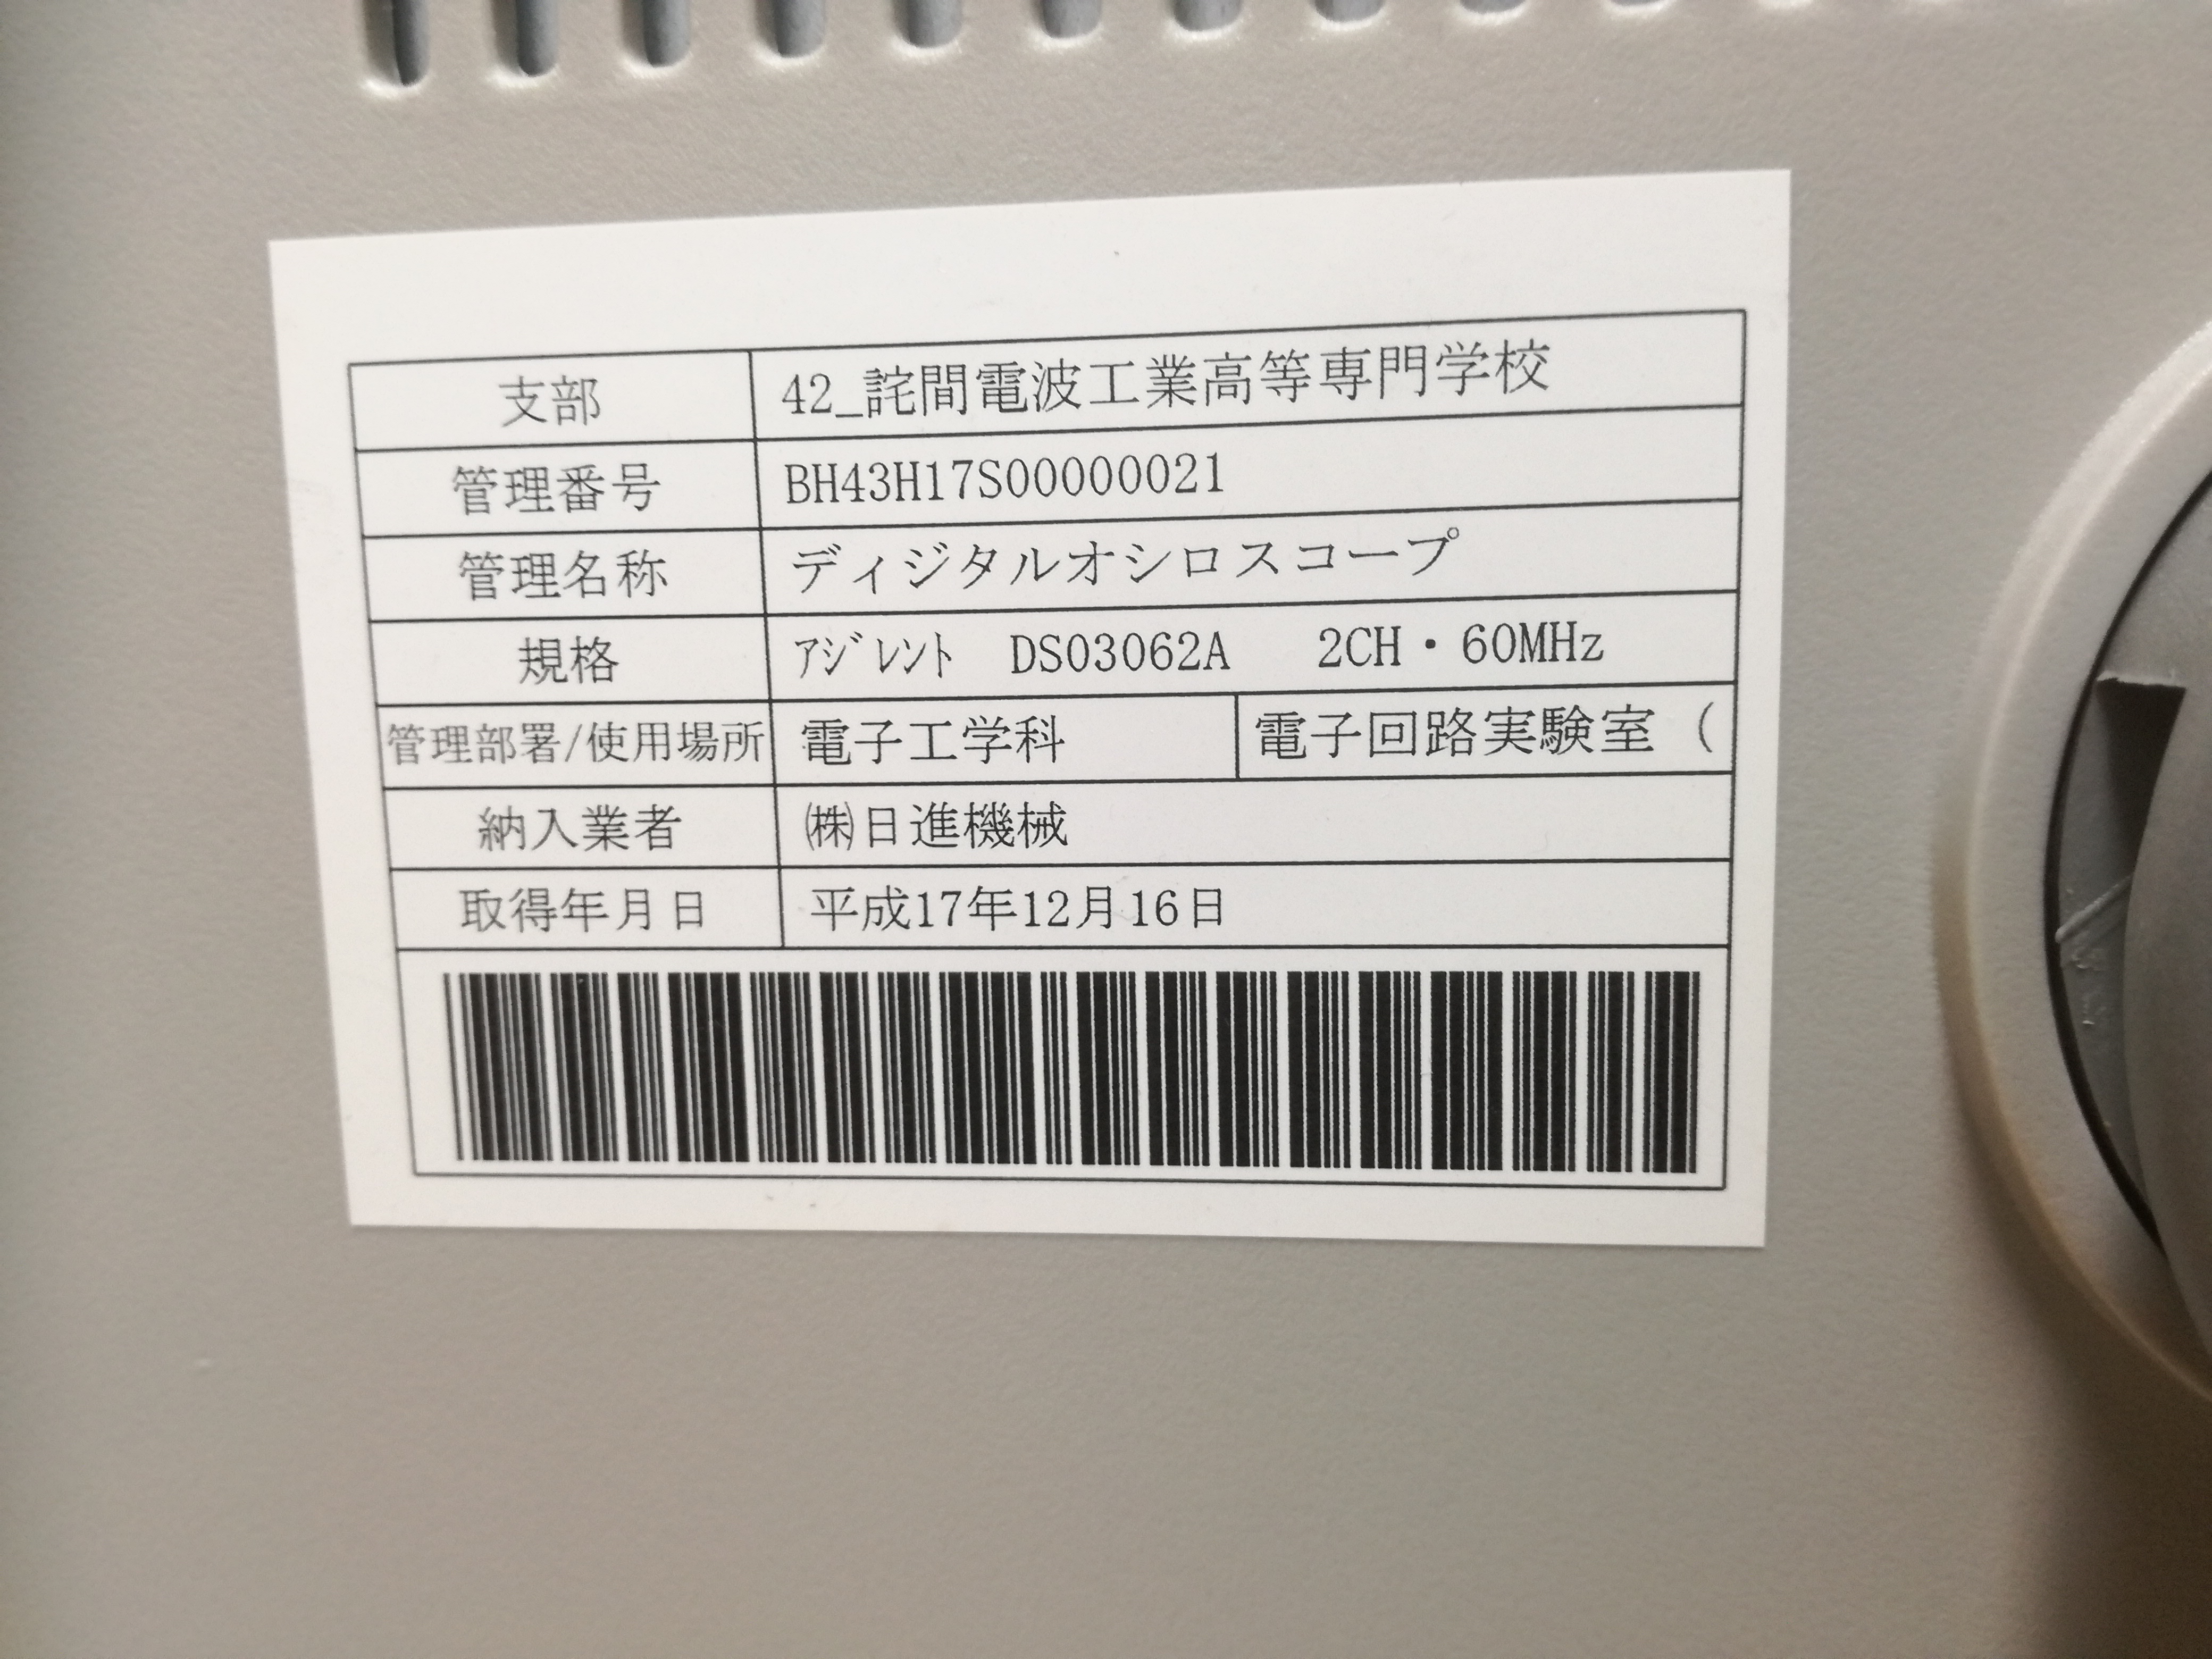 支部 42_詫間電波工業高等専門学校
管理番号 BH43H17S00000021
管理名称 ディジタルオシロスコープ
規格 ｱｼﾞﾚﾝﾄ DSO3062A 2CH・60MHz
管理部署/使用場所 電子工学科 電子回路実験室（
納入業者 ㈱日進機械
取得年月日 平成17年12月16日